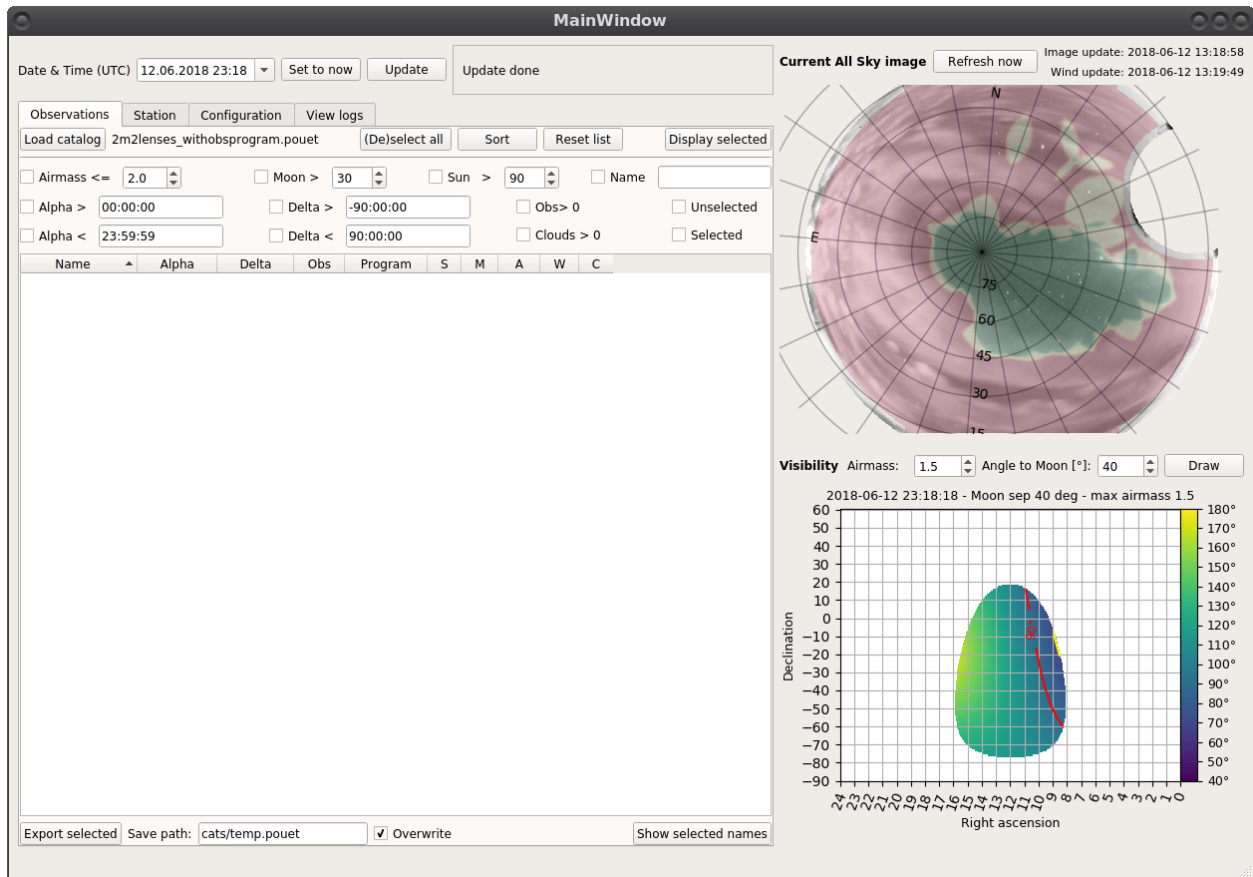 MainWindow
Date & Time (UTC) 12.06.2018 23:18 Set to now Update Update done
Current All Sky image Refresh now
Image update: 2018-06-12 13:18:58
Wind update: 2018-06-12 13:19:49
Observations Station Configuration View logs
Load catalog 2m2lenses_withobsprogram.pouet (De)select all Sort Reset list Display selected
Airmass <= 2.0 Moon > 30 Sun > 90 Name
Alpha > 00:00:00 Delta > -90:00:00 Obs> 0 Unselected
Alpha < 23:59:59 Delta < 90:00:00 Clouds > 0 Selected
Name Alpha Delta Obs Program S M A W C
N
E
75
60
45
30
15
Visibility Airmass: 1.5 Angle to Moon [°]: 40 Draw
2018-06-12 23:18:18 - Moon sep 40 deg - max airmass 1.5
Declination
60
50
40
30
20
10
0
−10
−20
−30
−40
−50
−60
−70
−80
−90
90°
180°
170°
160°
150°
140°
130°
120°
110°
100°
90°
80°
70°
60°
50°
40°
24 23 22 21 20 19 18 17 16 15 14 13 12 11 10 9 8 7 6 5 4 3 2 1 0
Right ascension
Export selected Save path: cats/temp.pouet Overwrite Show selected names